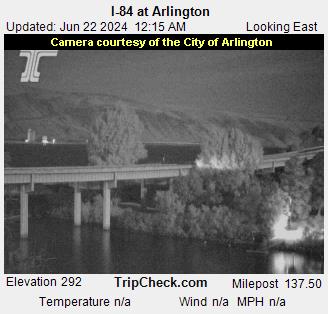 I-84 at Arlington
Updated: Jun 22 2024 12:15 AM Looking East
Camera courtesy of the City of Arlington
Elevation 292 TripCheck.com Milepost 137.50
Temperature n/a Wind n/a MPH n/a